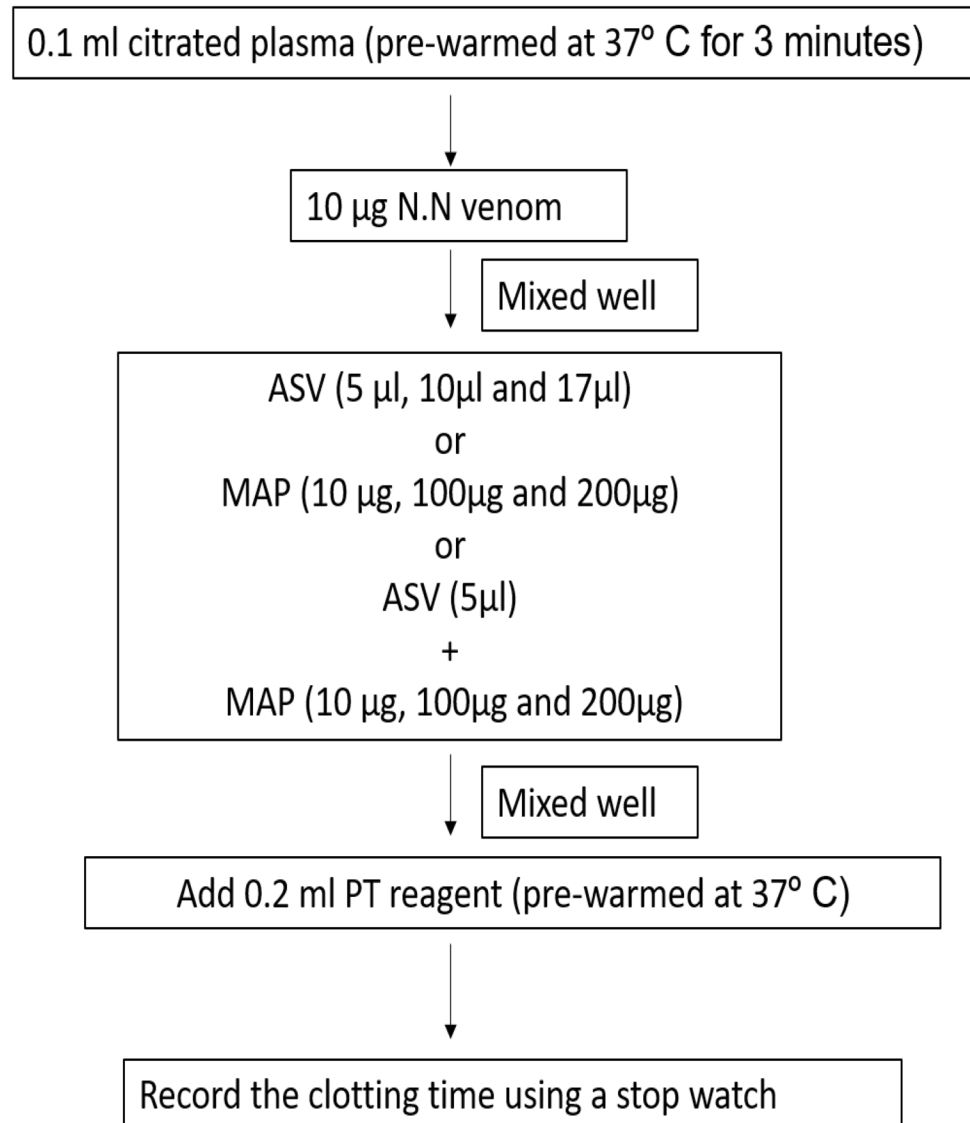 0.1 ml citrated plasma (pre-warmed at 37º C for 3 minutes)
10 µg N.N venom
Mixed well
ASV (5 µl, 10µl and 17µl)
or
MAP (10 µg, 100µg and 200µg)
or
ASV (5µl)
+
MAP (10 µg, 100µg and 200µg)
Mixed well
Add 0.2 ml PT reagent (pre-warmed at 37º C)
Record the clotting time using a stop watch